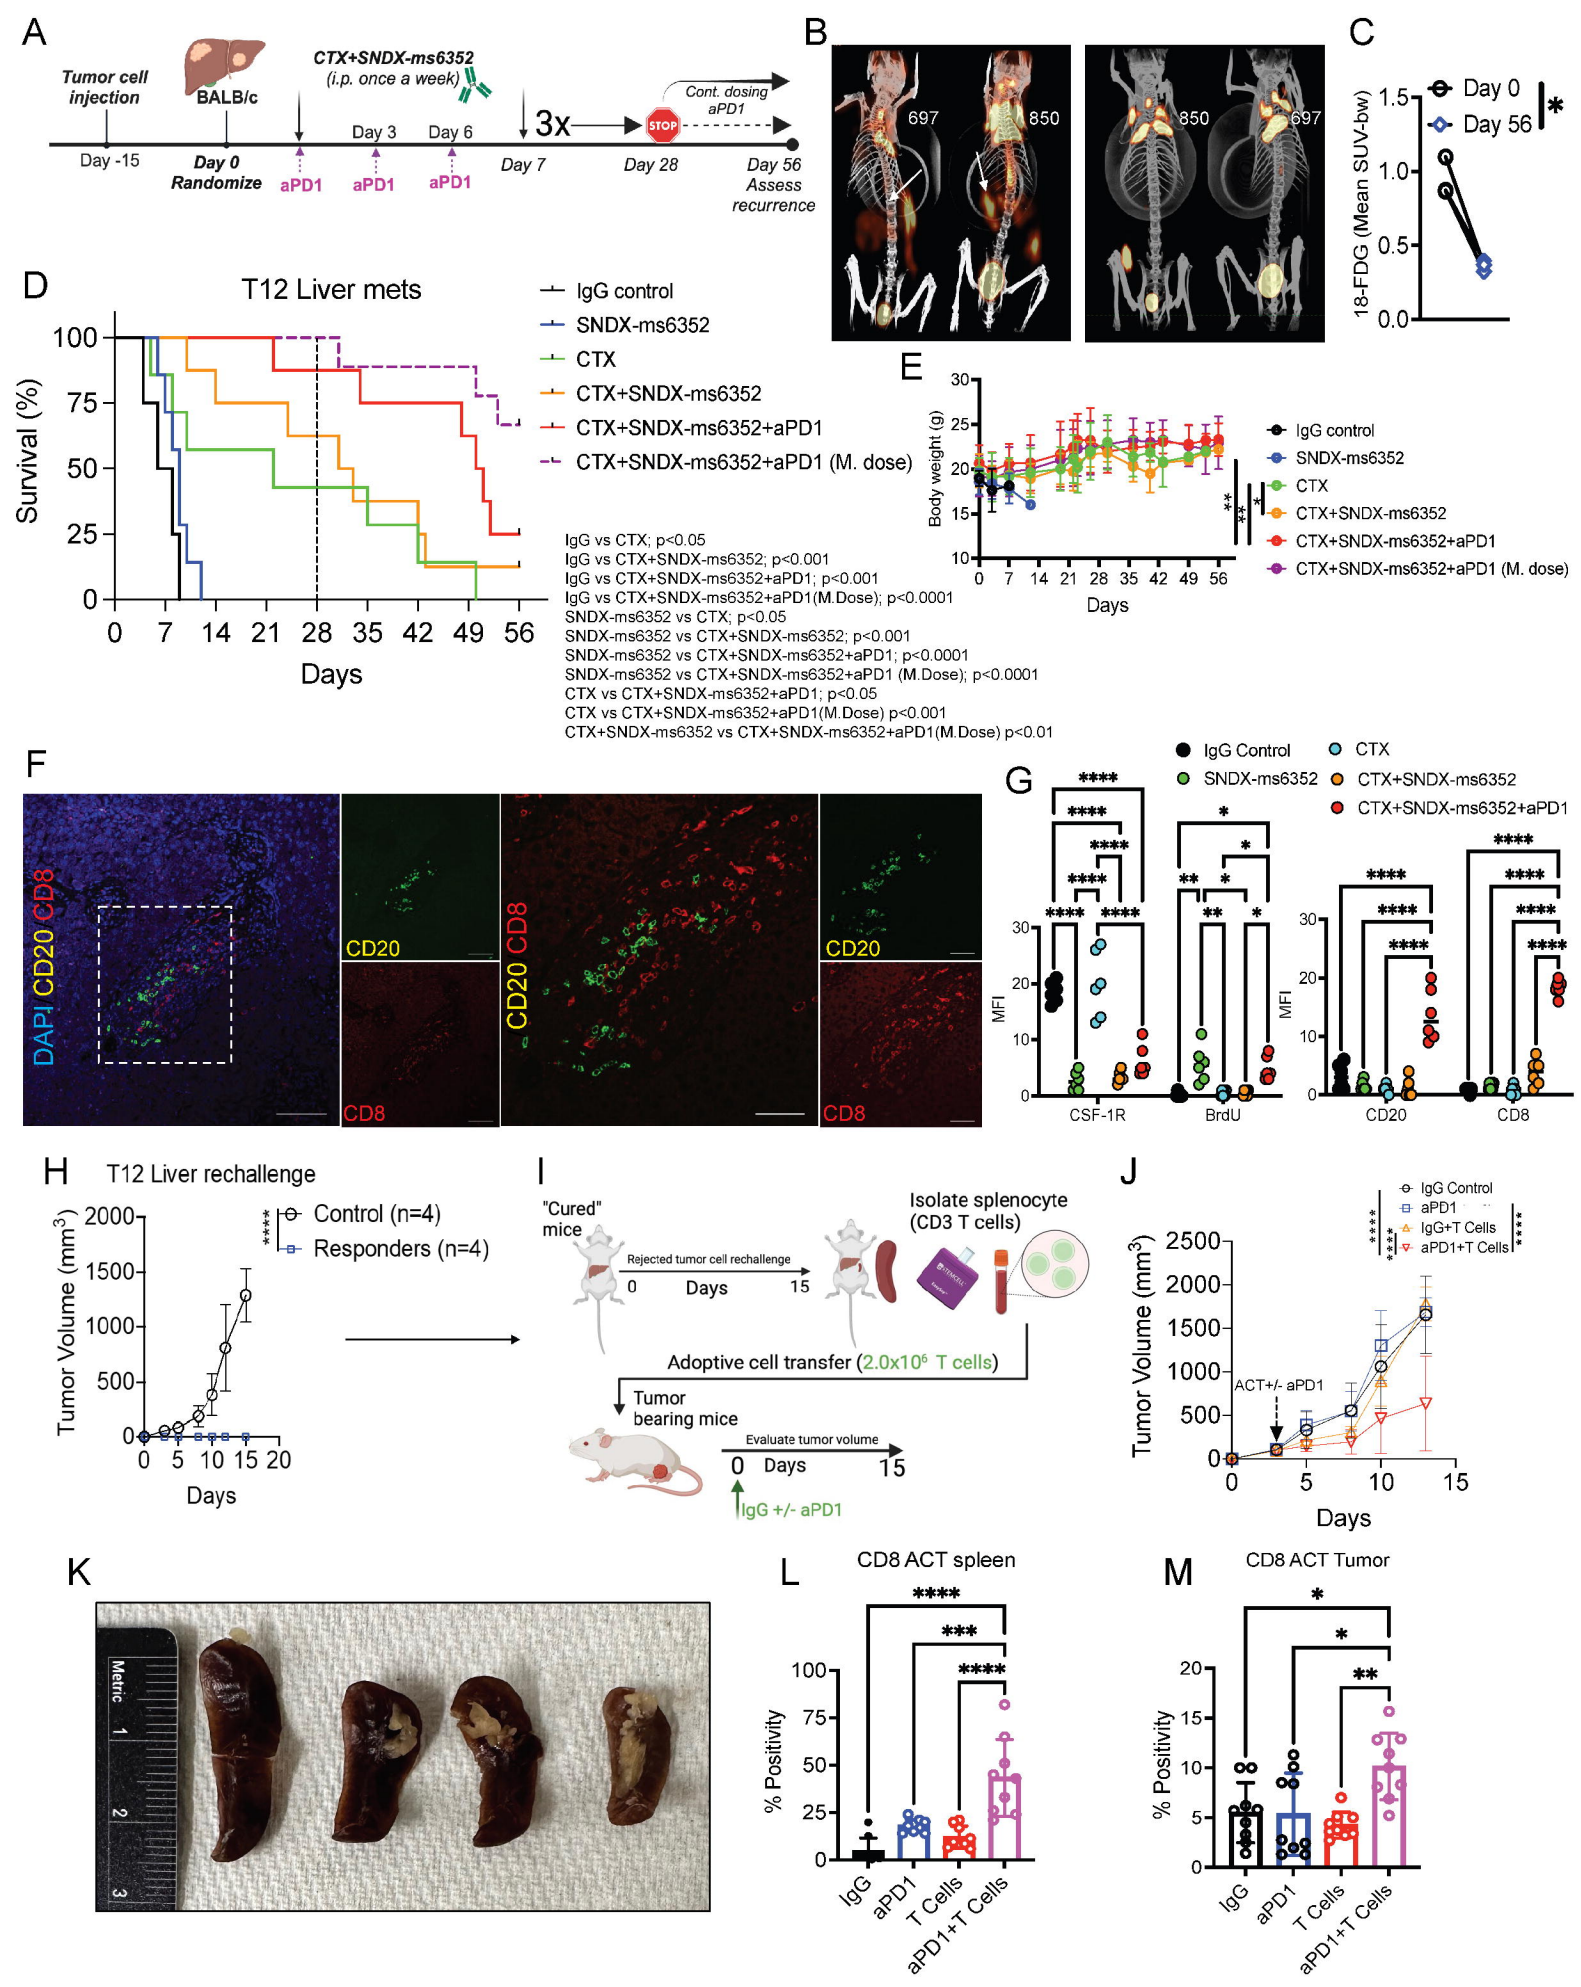 A
Tumor cell
injection
BALB/c
CTX+SNDX-ms6352
(i.p. once a week)
Day 3
Day 6
3x
STOP
Cont. dosing
aPD1
Day -15
Day 0
Randomize
aPD1
aPD1
aPD1
Day 7
Day 28
Day 56
Assess
recurrence
B
697
850
850
697
C
Day 0
Day 56
*
18-FDG (Mean SUV-bw)
1.5
1.0
0.5
0.0
D
T12 Liver mets
Survival (%)
100
75
50
25
0
0 7 14 21 28 35 42 49 56
Days
IgG control
SNDX-ms6352
CTX
CTX+SNDX-ms6352
CTX+SNDX-ms6352+aPD1
CTX+SNDX-ms6352+aPD1 (M. dose)
IgG vs CTX; p<0.05
IgG vs CTX+SNDX-ms6352; p<0.001
IgG vs CTX+SNDX-ms6352+aPD1; p<0.001
IgG vs CTX+SNDX-ms6352+aPD1(M.Dose); p<0.0001
SNDX-ms6352 vs CTX; p<0.05
SNDX-ms6352 vs CTX+SNDX-ms6352; p<0.001
SNDX-ms6352 vs CTX+SNDX-ms6352+aPD1; p<0.0001
SNDX-ms6352 vs CTX+SNDX-ms6352+aPD1 (M.Dose); p<0.0001
CTX vs CTX+SNDX-ms6352+aPD1; p<0.05
CTX vs CTX+SNDX-ms6352+aPD1(M.Dose) p<0.001
CTX+SNDX-ms6352 vs CTX+SNDX-ms6352+aPD1(M.Dose) p<0.01
E
Body weight (g)
30
25
20
15
10
0 7 14 21 28 35 42 49 56
Days
** ** *
IgG control
SNDX-ms6352
CTX
CTX+SNDX-ms6352
CTX+SNDX-ms6352+aPD1
CTX+SNDX-ms6352+aPD1 (M. dose)
F
DAPI CD20 CD8
CD20
CD8
CD20 CD8
CD20
CD8
G
IgG Control
SNDX-ms6352
CTX
CTX+SNDX-ms6352
CTX+SNDX-ms6352+aPD1
****
****
****
****
**** ****
*
*
** *
** *
MFI
30
20
10
0
CSF-1R BrdU
****
****
****
****
****
****
****
MFI
30
20
10
0
CD20 CD8
H
T12 Liver rechallenge
Tumor Volume (mm3)
2000
1500
1000
500
0
0 5 10 15 20
Days
****
Control (n=4)
Responders (n=4)
I
"Cured"
mice
Rejected tumor cell rechallenge
0 Days 15
Isolate splenocyte
(CD3 T cells)
STEMCELL
Adoptive cell transfer (2.0x10⁶ T cells)
Tumor
bearing mice
Evaluate tumor volume
0 Days 15
IgG +/- aPD1
J
IgG Control
aPD1
IgG+T Cells
aPD1+T Cells
****
****
****
Tumor Volume (mm3)
2500
2000
1500
1000
500
0
ACT+/- aPD1
0 5 10 15
Days
K
Metric
1
2
3
L
CD8 ACT spleen
****
***
****
% Positivity
100
75
50
25
0
IgG
aPD1
T Cells
aPD1+T Cells
M
CD8 ACT Tumor
*
*
**
% Positivity
20
15
10
5
0
IgG
aPD1
T Cells
aPD1+T Cells